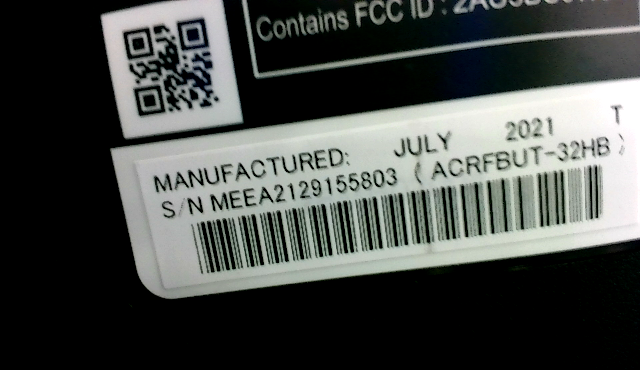 Contains FCC ID :
MANUFACTURED: JULY 2021 T
S/N MEEA2129155803 ( ACRFBUT-32HB )